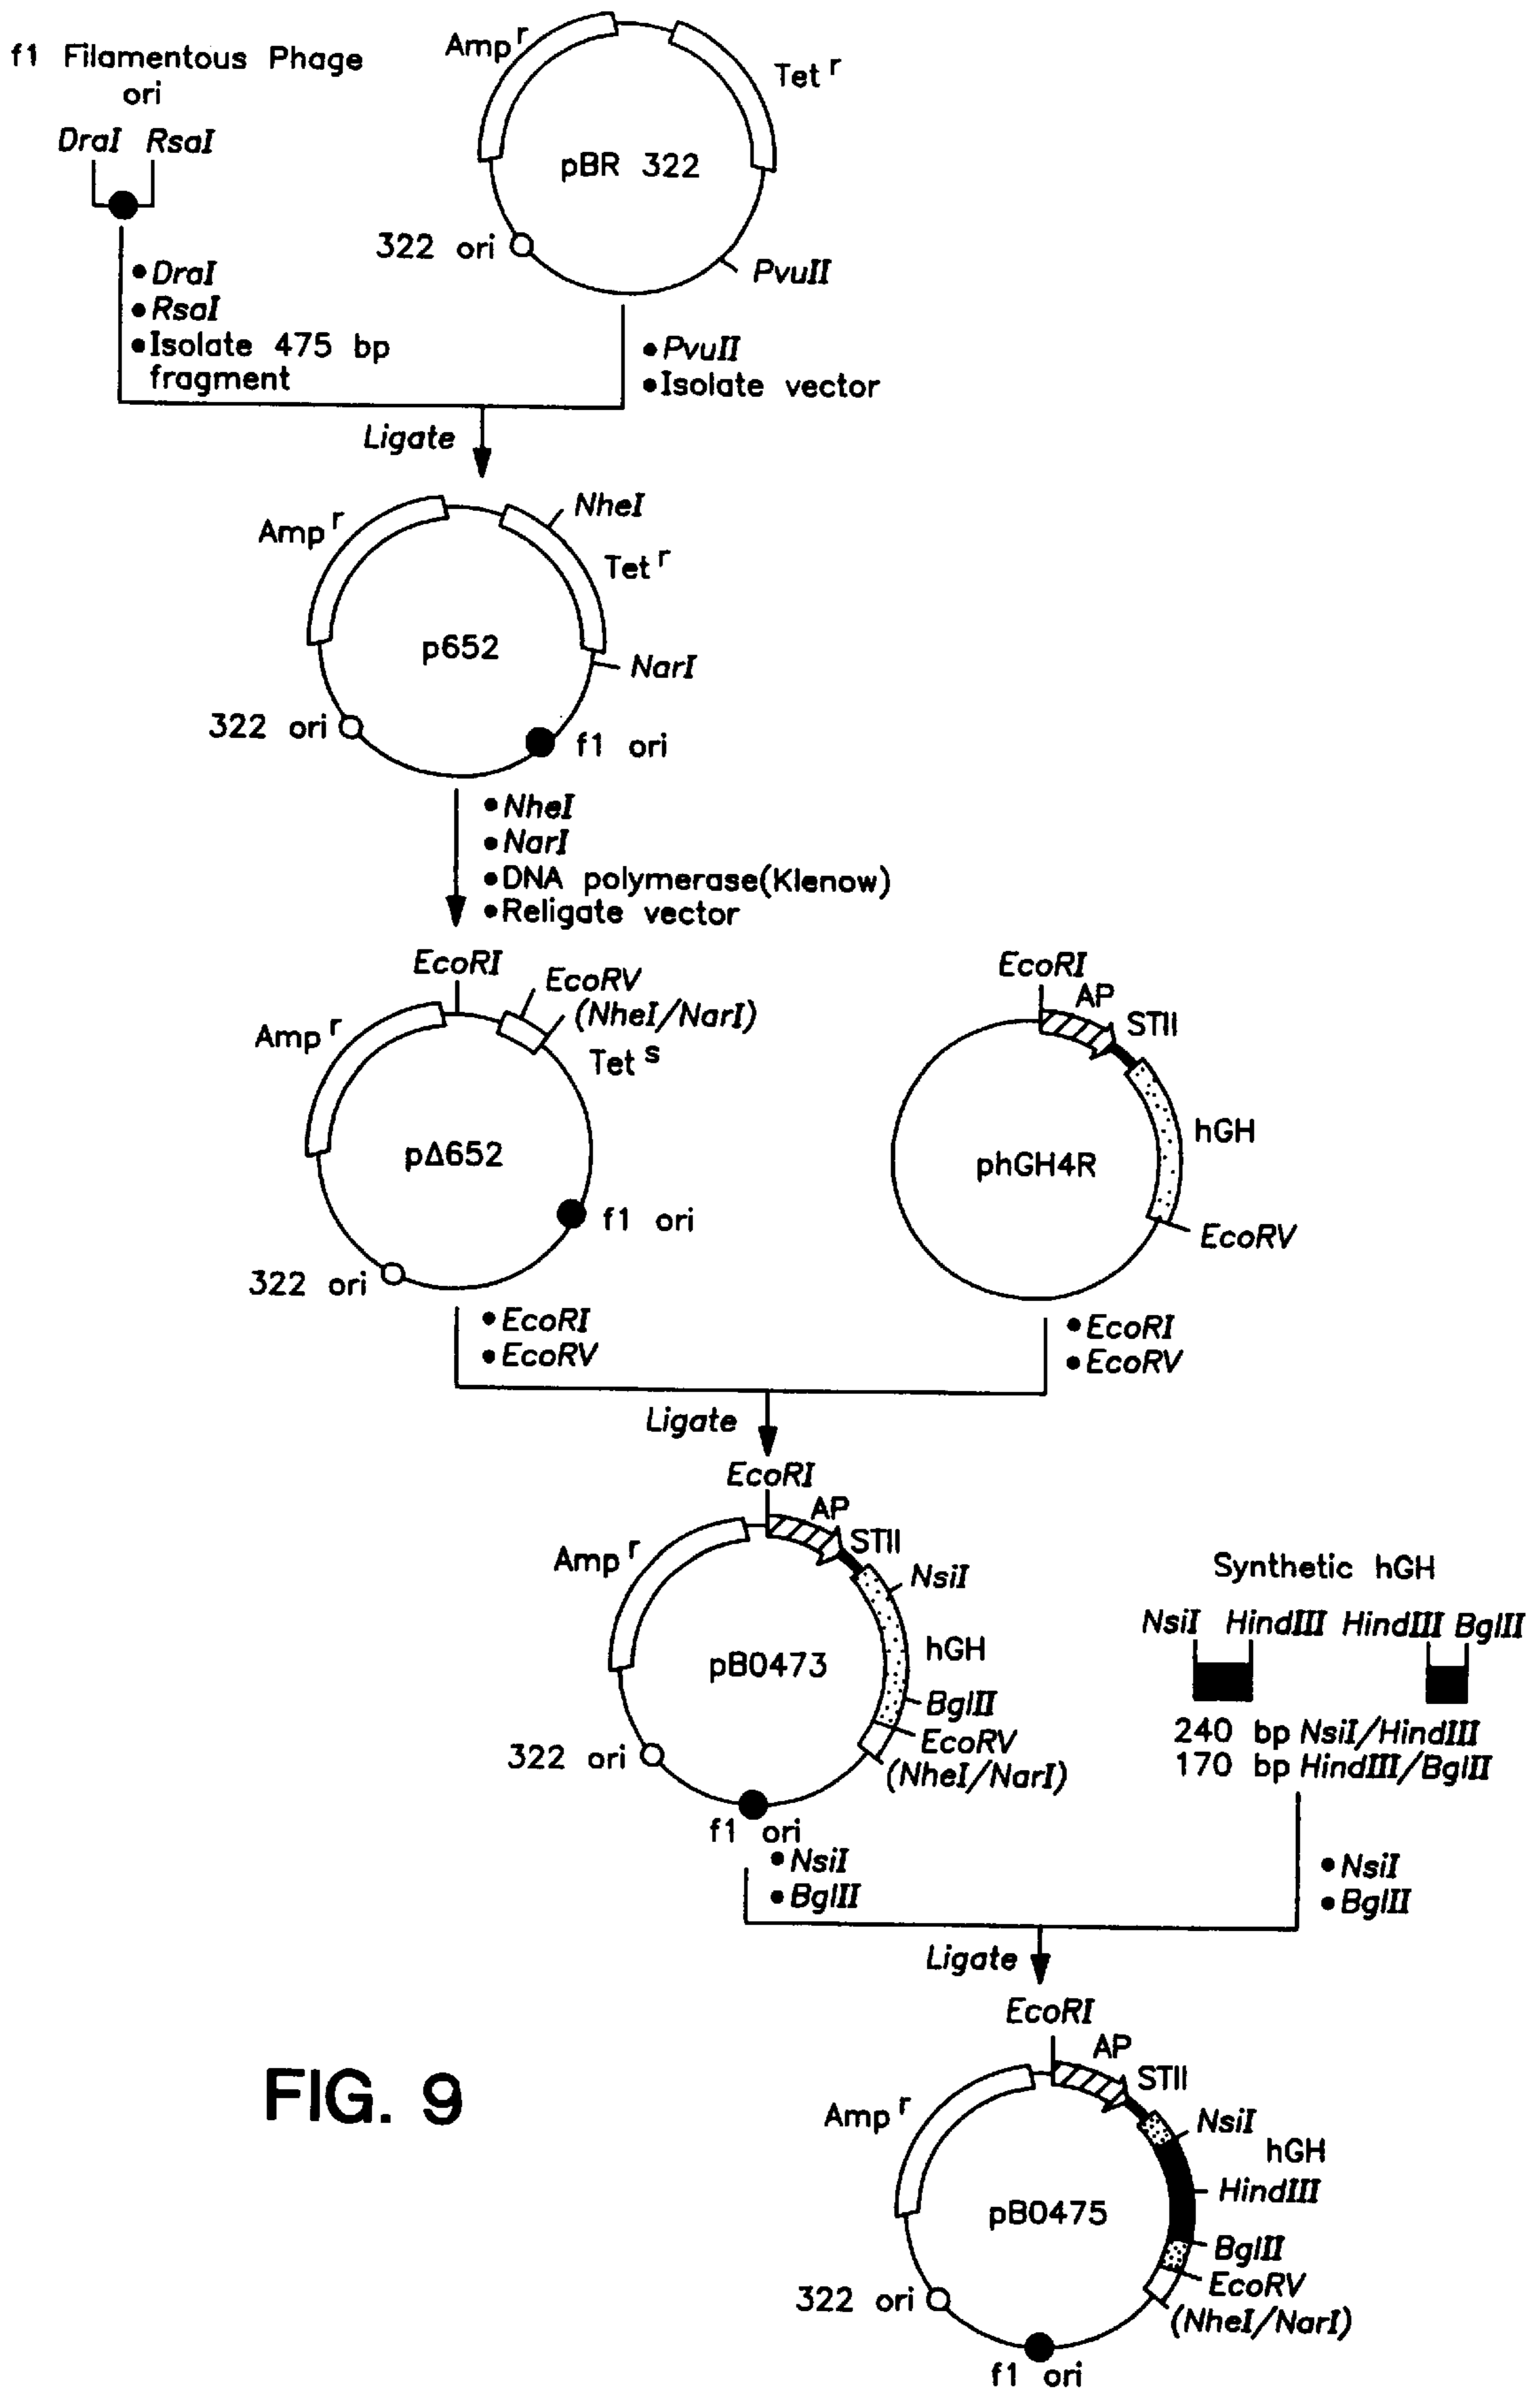 f1 Filamentous Phage
ori
DraI RsaI
Amp r
Tet r
pBR 322
322 ori
PvuII
•DraI
•RsaI
•Isolate 475 bp
fragment
•PvuII
•Isolate vector
Ligate
Amp r
NheI
Tet r
p652
NarI
322 ori
f1 ori
•NheI
•NarI
•DNA polymerase(Klenow)
•Religate vector
EcoRI
EcoRV
(NheI/NarI)
Amp r
Tet s
pΔ652
f1 ori
322 ori
EcoRI
AP
STII
hGH
phGH4R
EcoRV
•EcoRI
•EcoRV
•EcoRI
•EcoRV
Ligate
EcoRI
AP
STII
Amp r
NsiI
hGH
pB0473
BglII
EcoRV
(NheI/NarI)
322 ori
f1 ori
Synthetic hGH
NsiI HindIII HindIII BglII
240 bp NsiI/HindIII
170 bp HindIII/BglII
•NsiI
•BglII
•NsiI
•BglII
Ligate
EcoRI
AP
STII
Amp r
NsiI
hGH
HindIII
pB0475
BglII
EcoRV
(NheI/NarI)
322 ori
f1 ori
FIG. 9